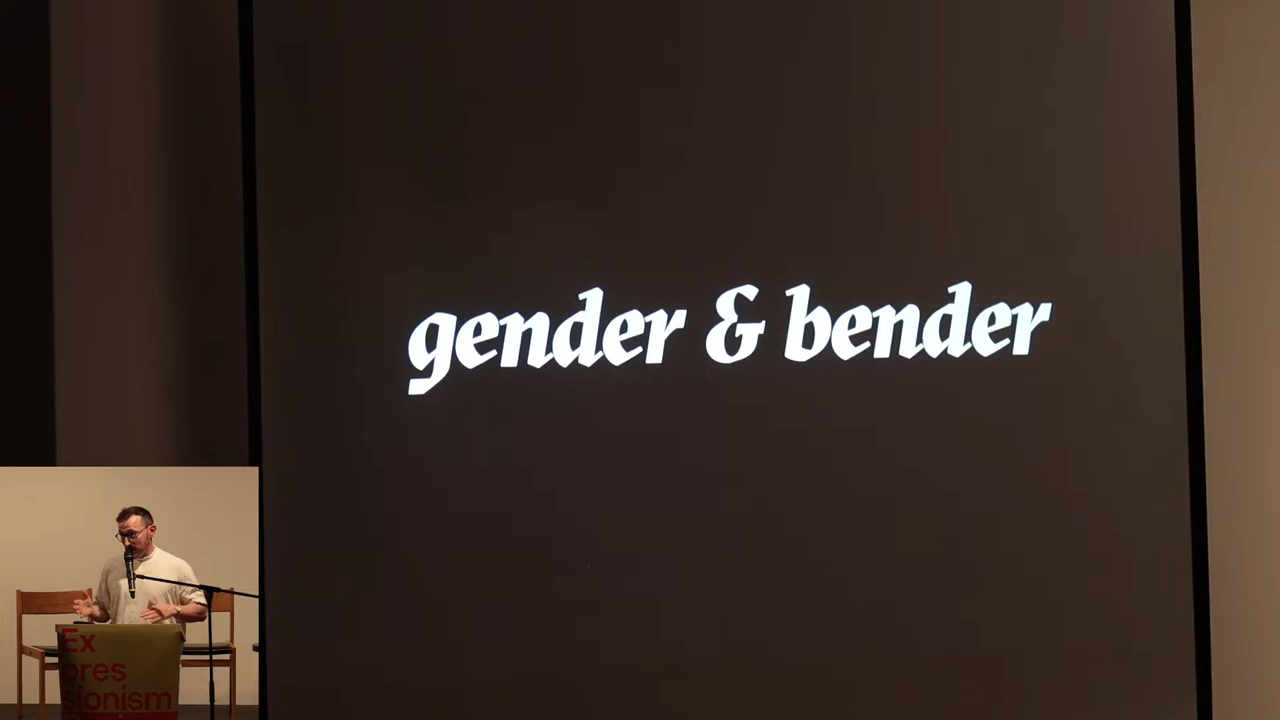 gender & bender
Ex
pres
sionism